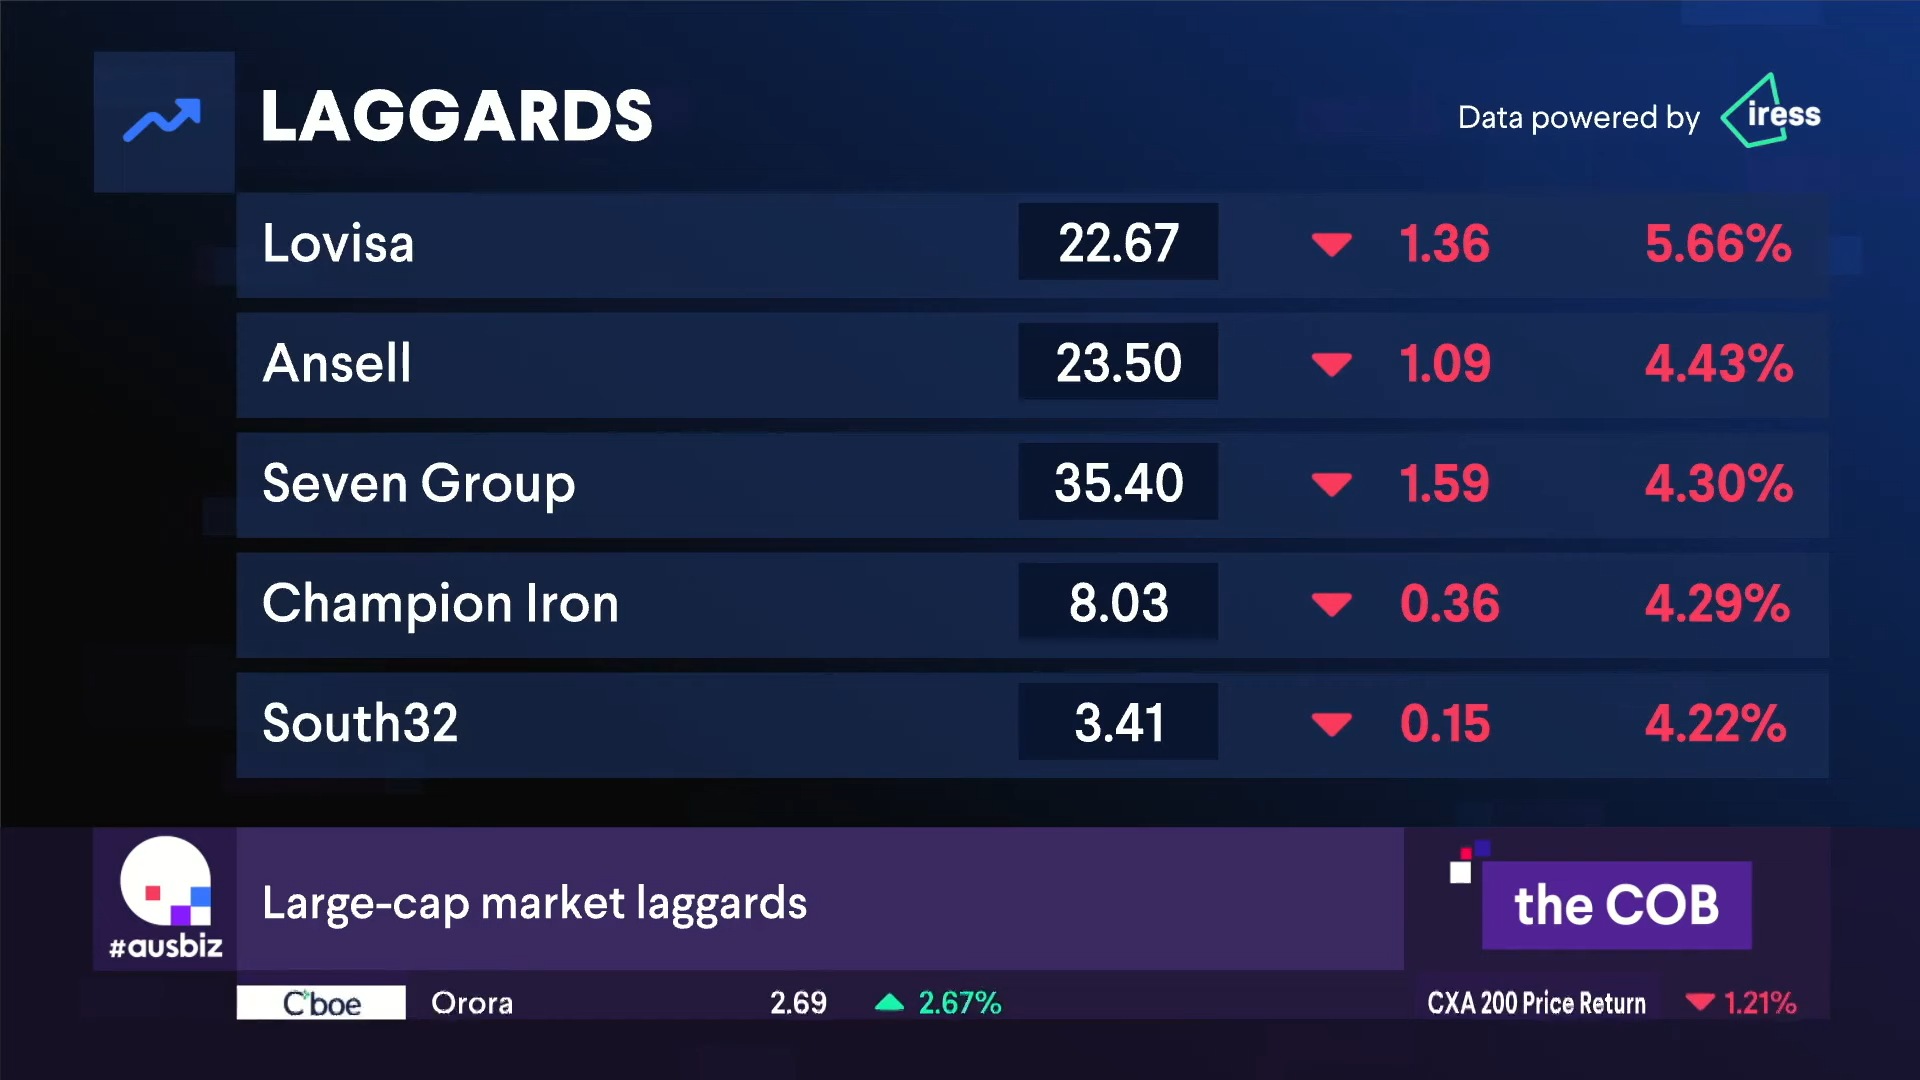 LAGGARDS
Data powered by iress
Lovisa 22.67 ▼ 1.36 5.66%
Ansell 23.50 ▼ 1.09 4.43%
Seven Group 35.40 ▼ 1.59 4.30%
Champion Iron 8.03 ▼ 0.36 4.29%
South32 3.41 ▼ 0.15 4.22%
#ausbiz
Large-cap market laggards
the COB
Cboe Orora 2.69 ▲ 2.67% CXA 200 Price Return ▼ 1.21%